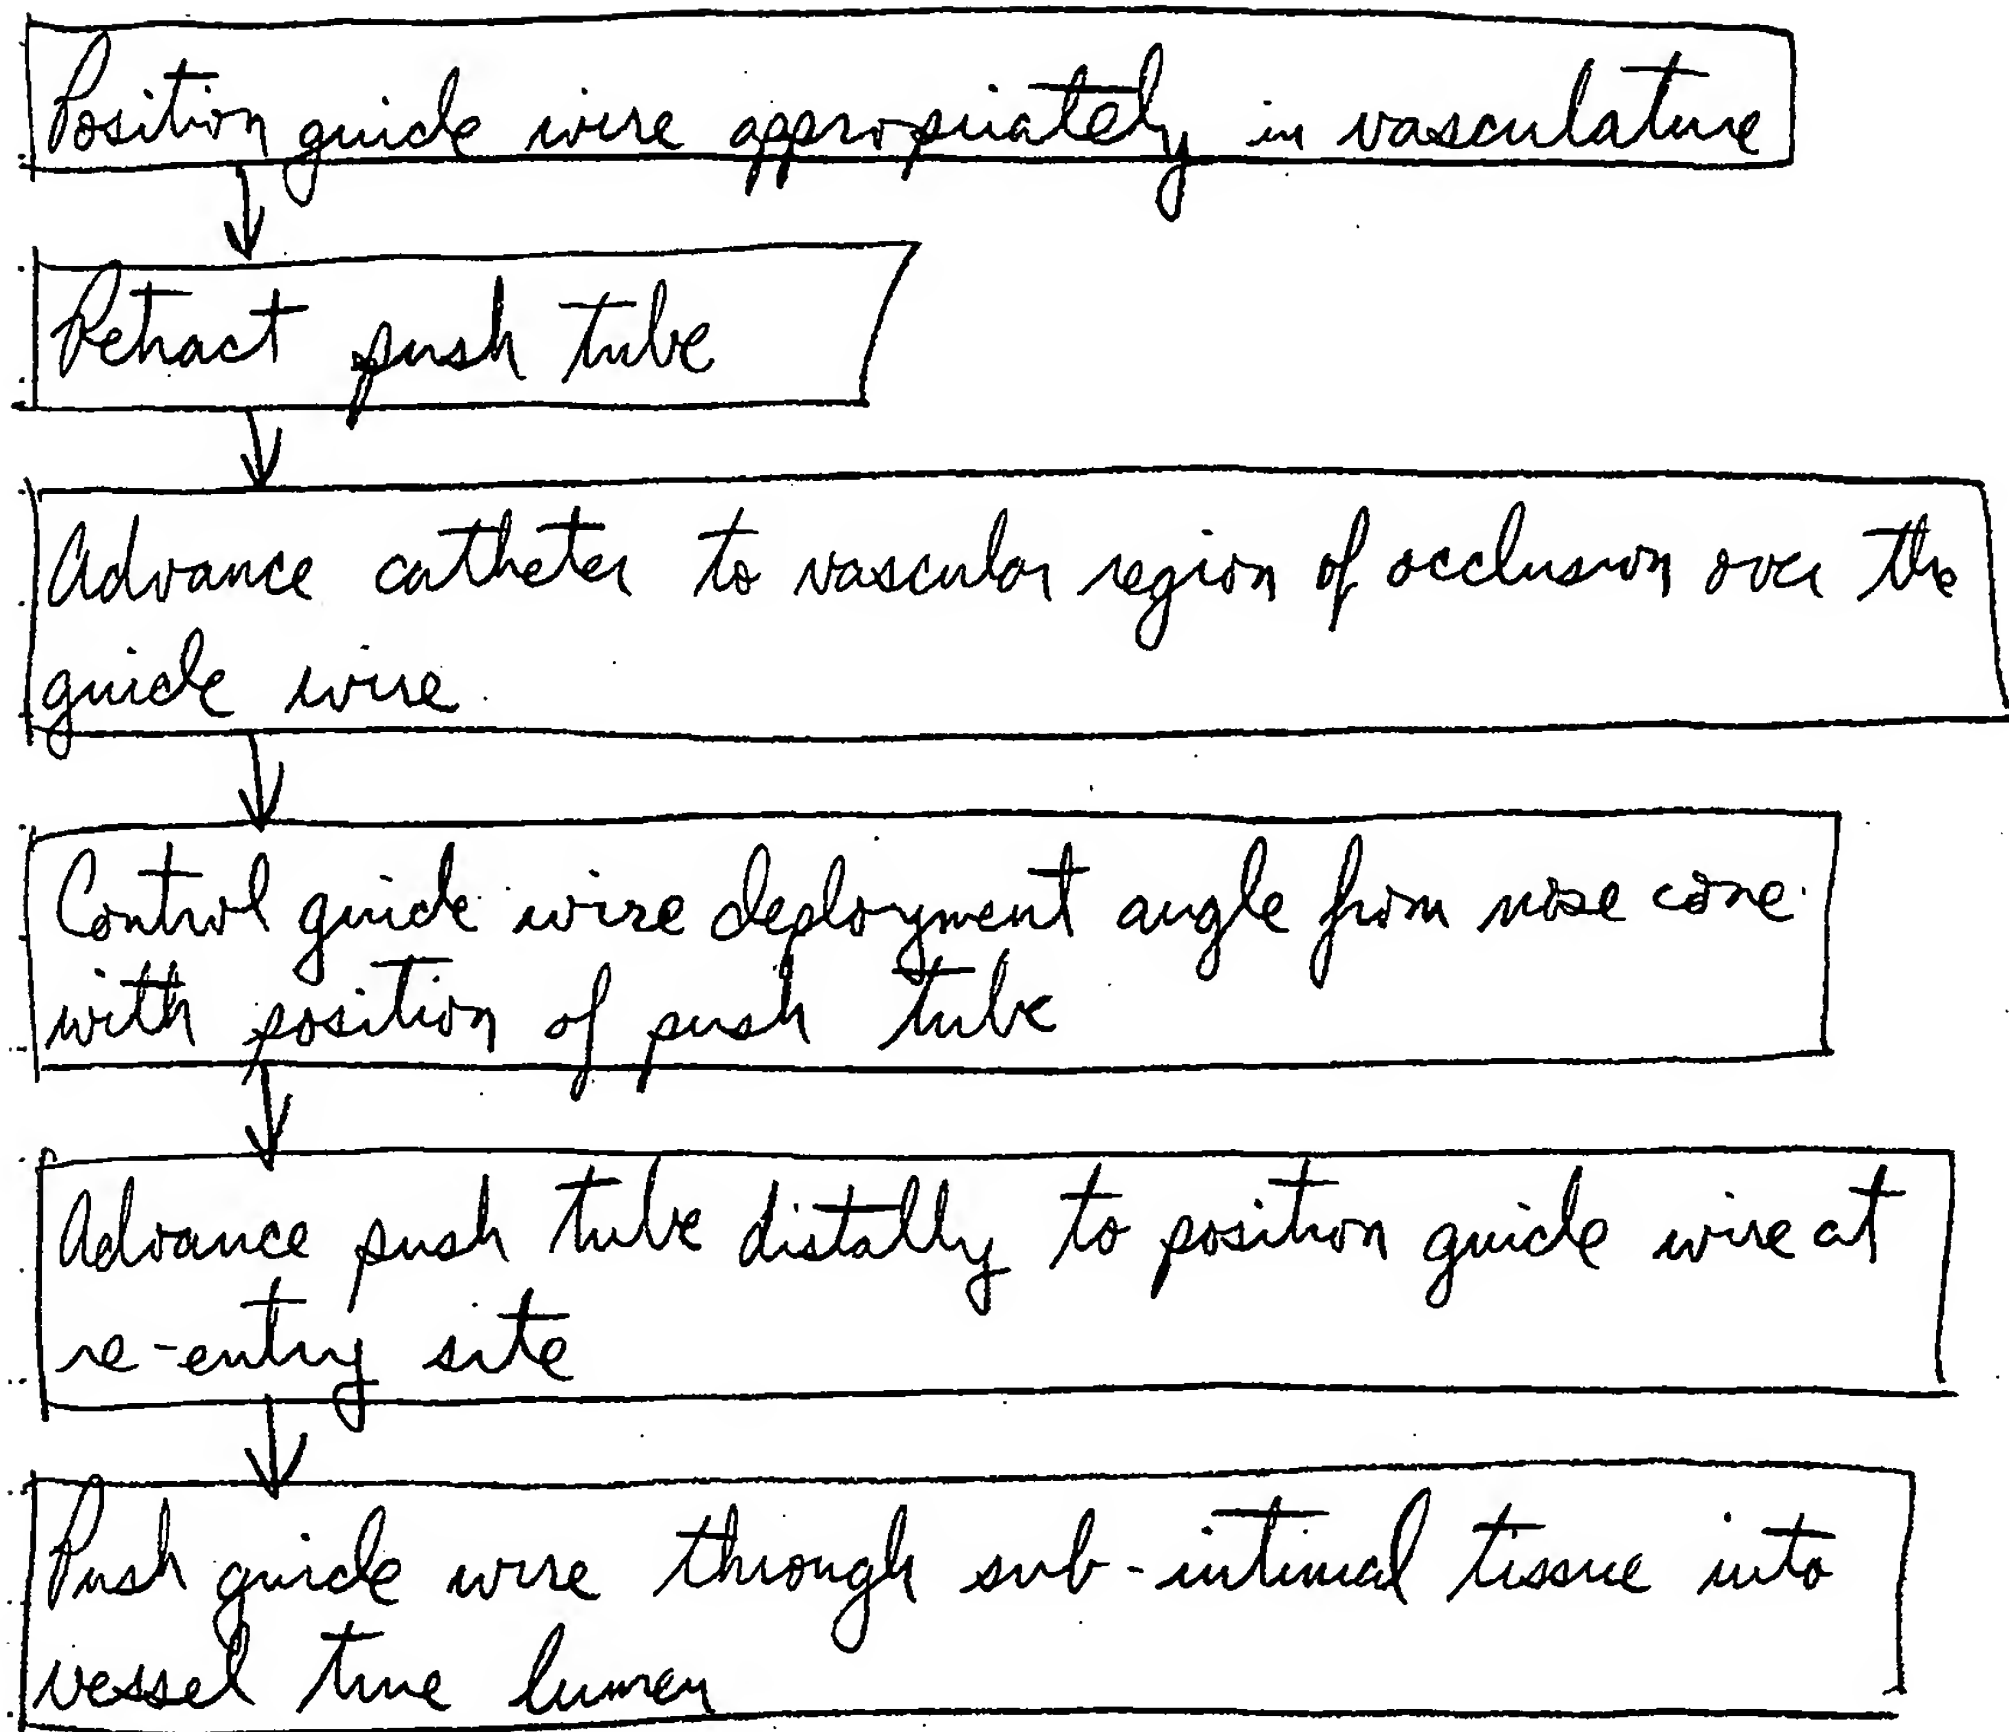 Position guide wire appropriately in vasculature
Retract push tube
Advance catheter to vascular region of occlusion over the
guide wire
Control guide wire deployment angle from nose cone
with position of push tube
Advance push tube distally to position guide wire at
re-entry site
Push guide wire through sub-intimal tissue into
vessel true lumen